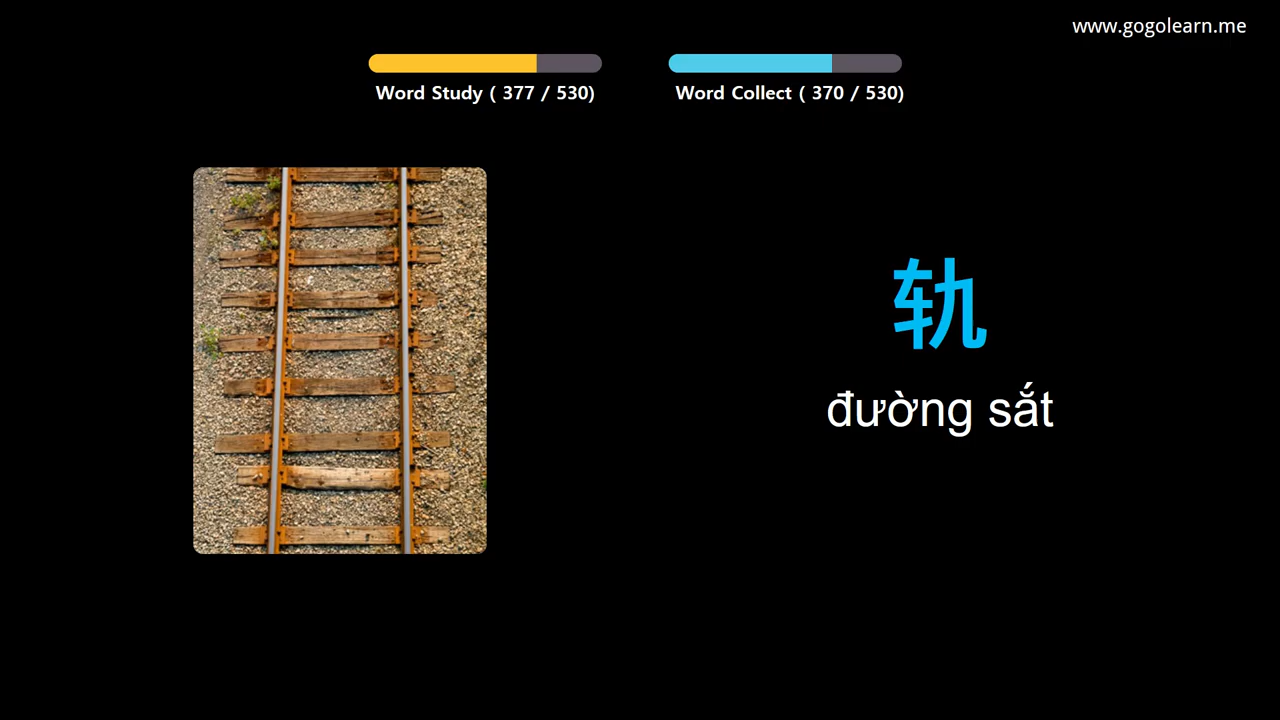 www.gogolearn.me
Word Study ( 377 / 530)
Word Collect ( 370 / 530)
轨
đường sắt